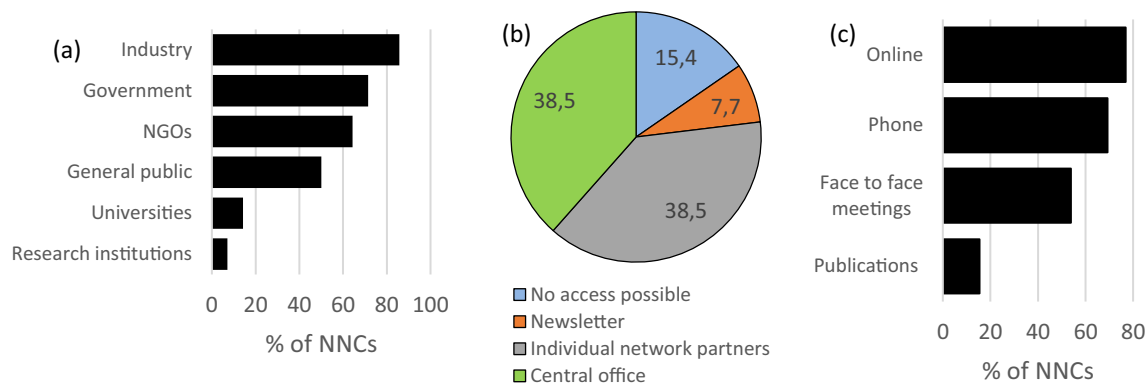 (a)
Industry
Government
NGOs
General public
Universities
Research institutions
0 20 40 60 80 100
% of NNCs
(b)
15,4
7,7
38,5
38,5
No access possible
Newsletter
Individual network partners
Central office
(c)
Online
Phone
Face to face
meetings
Publications
0 20 40 60 80
% of NNCs